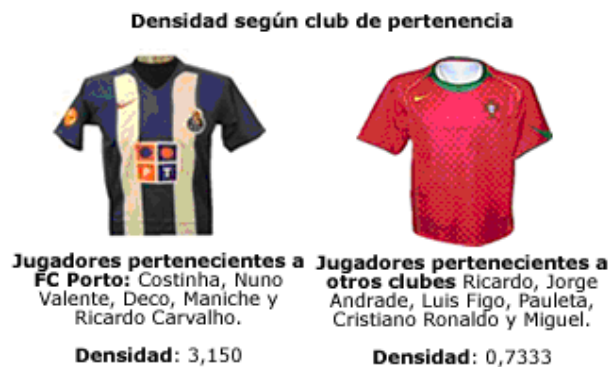 Densidad según club de pertenencia
P T
Jugadores pertenecientes a
FC Porto: Costinha, Nuno
Valente, Deco, Maniche y
Ricardo Carvalho.
Densidad: 3,150
Jugadores pertenecientes a
otros clubes Ricardo, Jorge
Andrade, Luis Figo, Pauleta,
Cristiano Ronaldo y Miguel.
Densidad: 0,7333